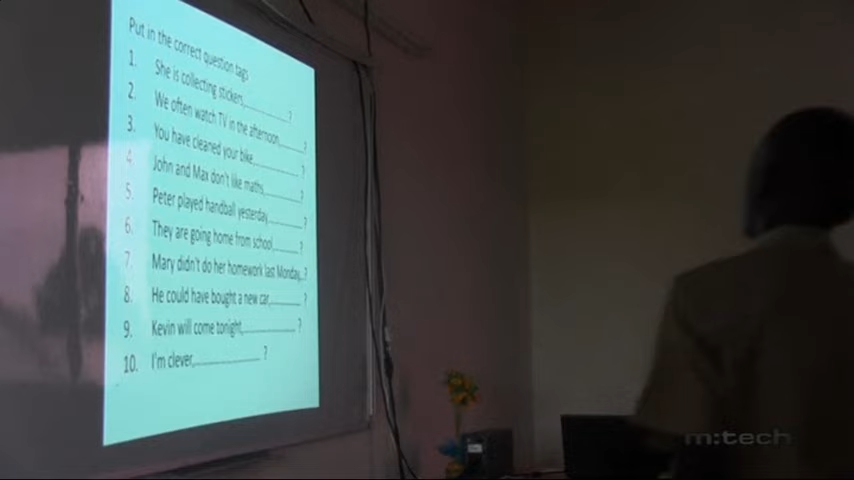 Put in the correct question tags
1. She is collecting stickers,..............?
2. We often watch TV in the afternoon,........?
3. You have cleaned your bike,..............?
4. John and Max don't like maths,............?
5. Peter played handball yesterday,..........?
6. They are going home from school,........?
7. Mary didn't do her homework last Monday,..?
8. He could have bought a new car,..........?
9. Kevin will come tonight,.................?
10. I'm clever,.....................?
m:tech